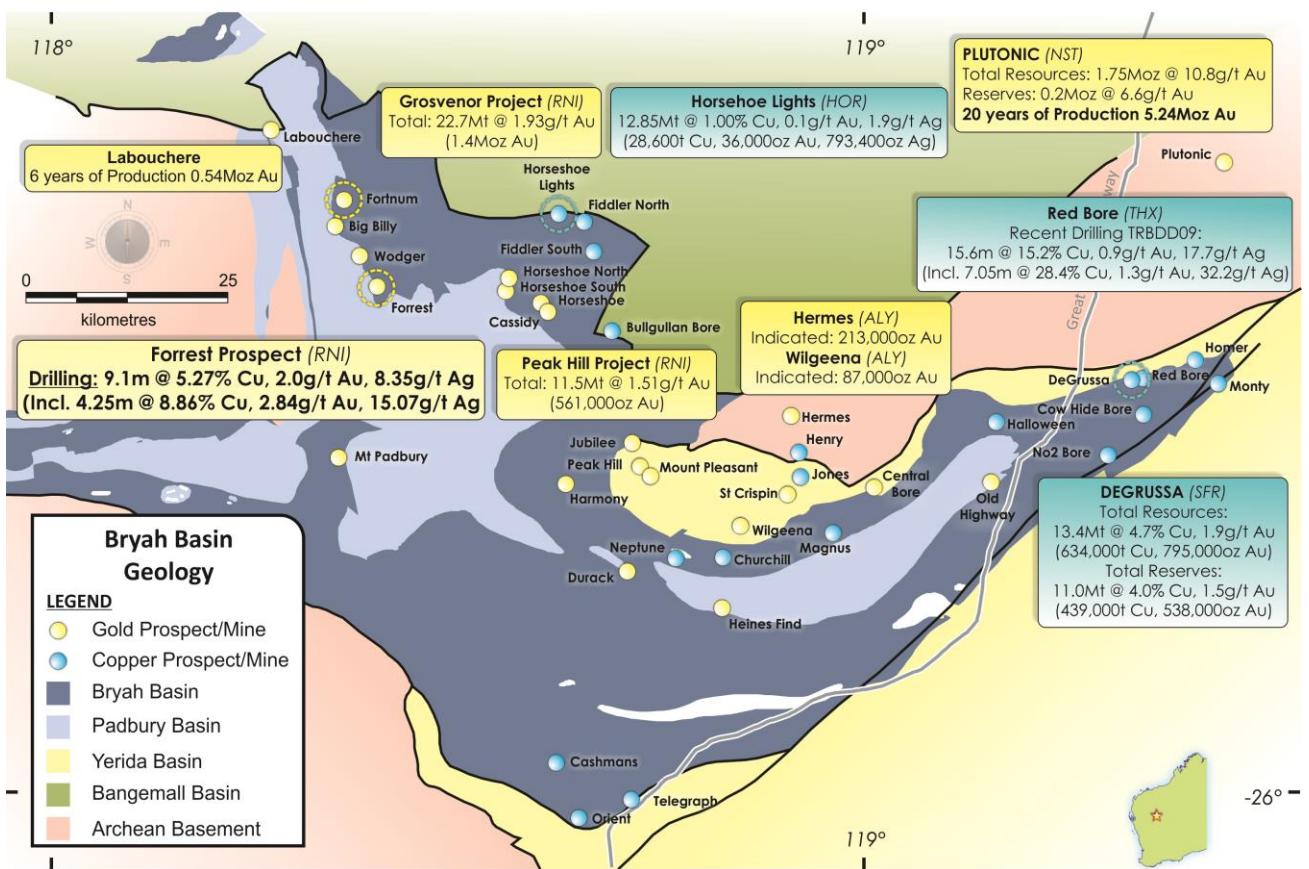 118°
119°
PLUTONIC (NST)
Total Resources: 1.75Moz @ 10.8g/t Au
Reserves: 0.2Moz @ 6.6g/t Au
20 years of Production 5.24Moz Au
Grosvenor Project (RNI)
Total: 22.7Mt @ 1.93g/t Au
(1.4Moz Au)
Horsehoe Lights (HOR)
12.85Mt @ 1.00% Cu, 0.1g/t Au, 1.9g/t Ag
(28,600t Cu, 36,000oz Au, 793,400oz Ag)
Labouchere
Labouchere
6 years of Production 0.54Moz Au
Plutonic
Horseshoe
Lights
Fortnum
Fiddler North
Big Billy
Fiddler South
Wodger
Red Bore (THX)
Recent Drilling TRBDD09:
15.6m @ 15.2% Cu, 0.9g/t Au, 17.7g/t Ag
(Incl. 7.05m @ 28.4% Cu, 1.3g/t Au, 32.2g/t Ag)
N
W
E
S
0
25
kilometres
Horseshoe North
Horseshoe South
Horseshoe
Forrest
Cassidy
Bullgullan Bore
Great
way
Hermes (ALY)
Indicated: 213,000oz Au
Wilgeena (ALY)
Indicated: 87,000oz Au
Forrest Prospect (RNI)
Drilling: 9.1m @ 5.27% Cu, 2.0g/t Au, 8.35g/t Ag
(Incl. 4.25m @ 8.86% Cu, 2.84g/t Au, 15.07g/t Ag
Peak Hill Project (RNI)
Total: 11.5Mt @ 1.51g/t Au
(561,000oz Au)
Homer
DeGrussa
Red Bore
Monty
Hermes
Cow Hide Bore
Halloween
Henry
Jubilee
No2 Bore
Mt Padbury
Peak Hill
Mount Pleasant
Jones
Central
Bore
Harmony
St Crispin
Old
Highway
Wilgeena
Magnus
Neptune
Churchill
Durack
Heines Find
DEGRUSSA (SFR)
Total Resources:
13.4Mt @ 4.7% Cu, 1.9g/t Au
(634,000t Cu, 795,000oz Au)
Total Reserves:
11.0Mt @ 4.0% Cu, 1.5g/t Au
(439,000t Cu, 538,000oz Au)
Bryah Basin
Geology
LEGEND
Gold Prospect/Mine
Copper Prospect/Mine
Bryah Basin
Padbury Basin
Yerida Basin
Bangemall Basin
Archean Basement
Cashmans
Telegraph
Orient
-26°
119°